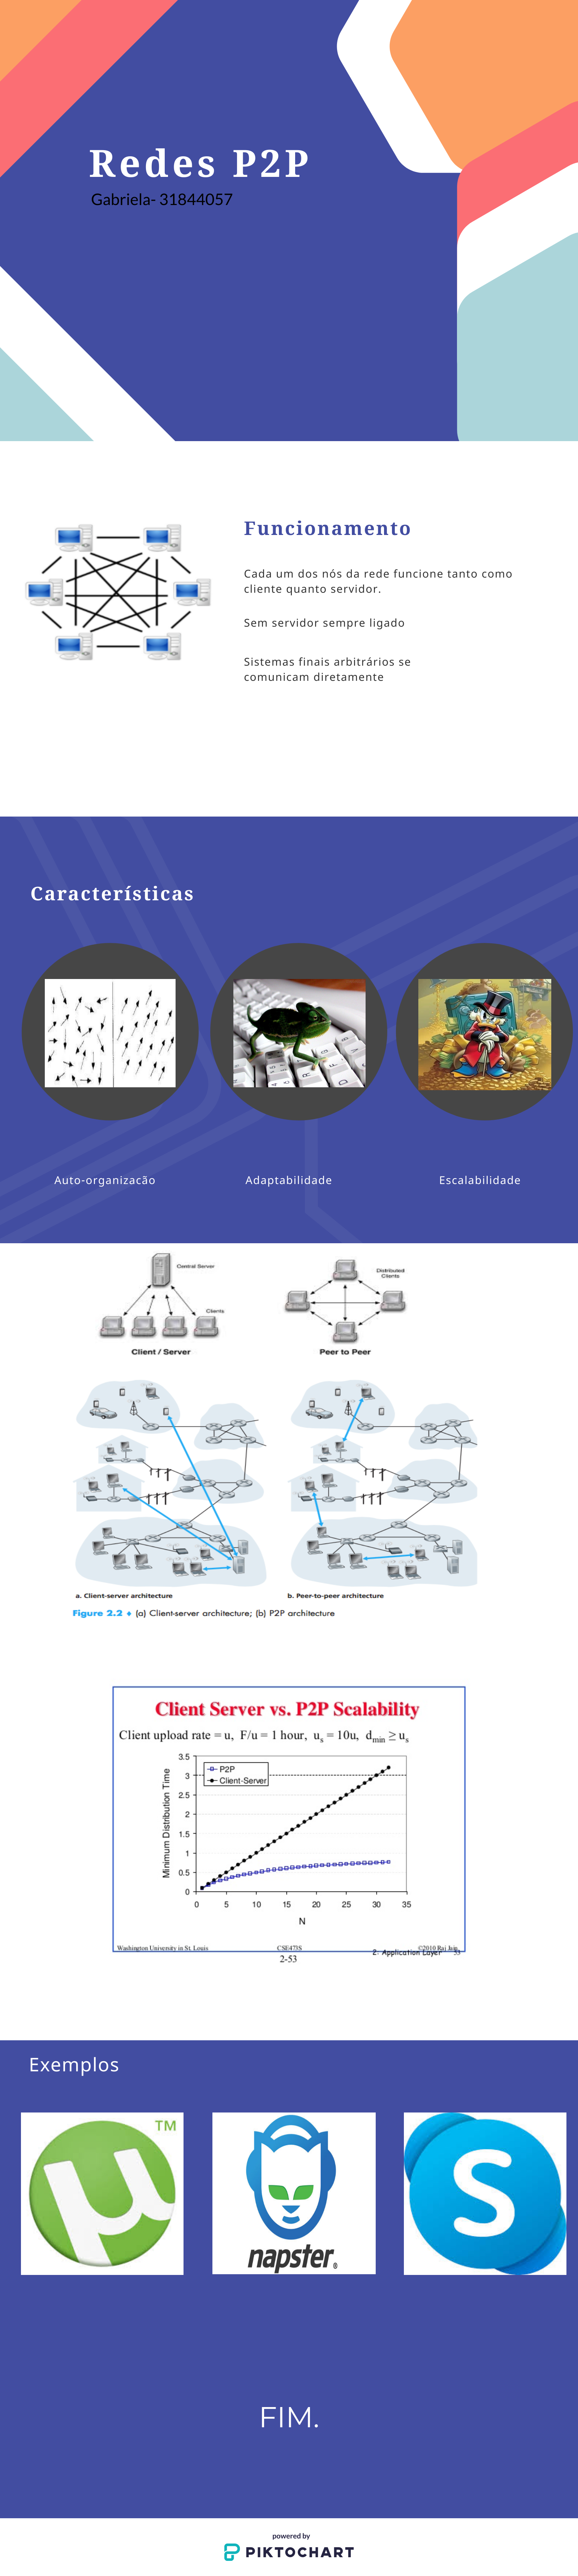 Redes P2P
Gabriela- 31844057
Funcionamento
Cada um dos nós da rede funcione tanto como
cliente quanto servidor.
Sem servidor sempre ligado
Sistemas finais arbitrários se
comunicam diretamente
Características
Auto-organizacão
Adaptabilidade
Escalabilidade
Central Server
Clients
Client / Server
Distributed
Clients
Peer to Peer
a. Client-server architecture
b. Peer-to-peer architecture
Figure 2.2 ♦ (a) Client-server architecture; (b) P2P architecture
Client Server vs. P2P Scalability
Client upload rate = u, F/u = 1 hour, us = 10u, dmin ≥ us
P2P
Client-Server
Minimum Distribution Time
3.5
3
2.5
2
1.5
1
0.5
0
0 5 10 15 20 25 30 35
N
Washington University in St. Louis
CSE473S
©2010 Raj Jain
2: Application Layer 53
2-53
Exemplos
µ TM
napster®
S
FIM.
powered by
PIKTOCHART